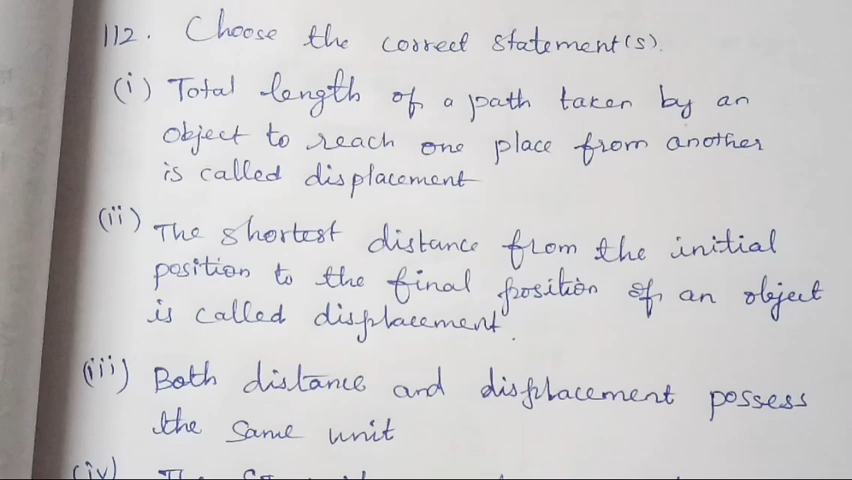 112. Choose the correct statement(s).
(i) Total length of a path taken by an
object to reach one place from another
is called displacement
(ii) The shortest distance from the initial
position to the final position of an object
is called displacement.
(iii) Both distance and displacement possess
the same unit
(iv) The